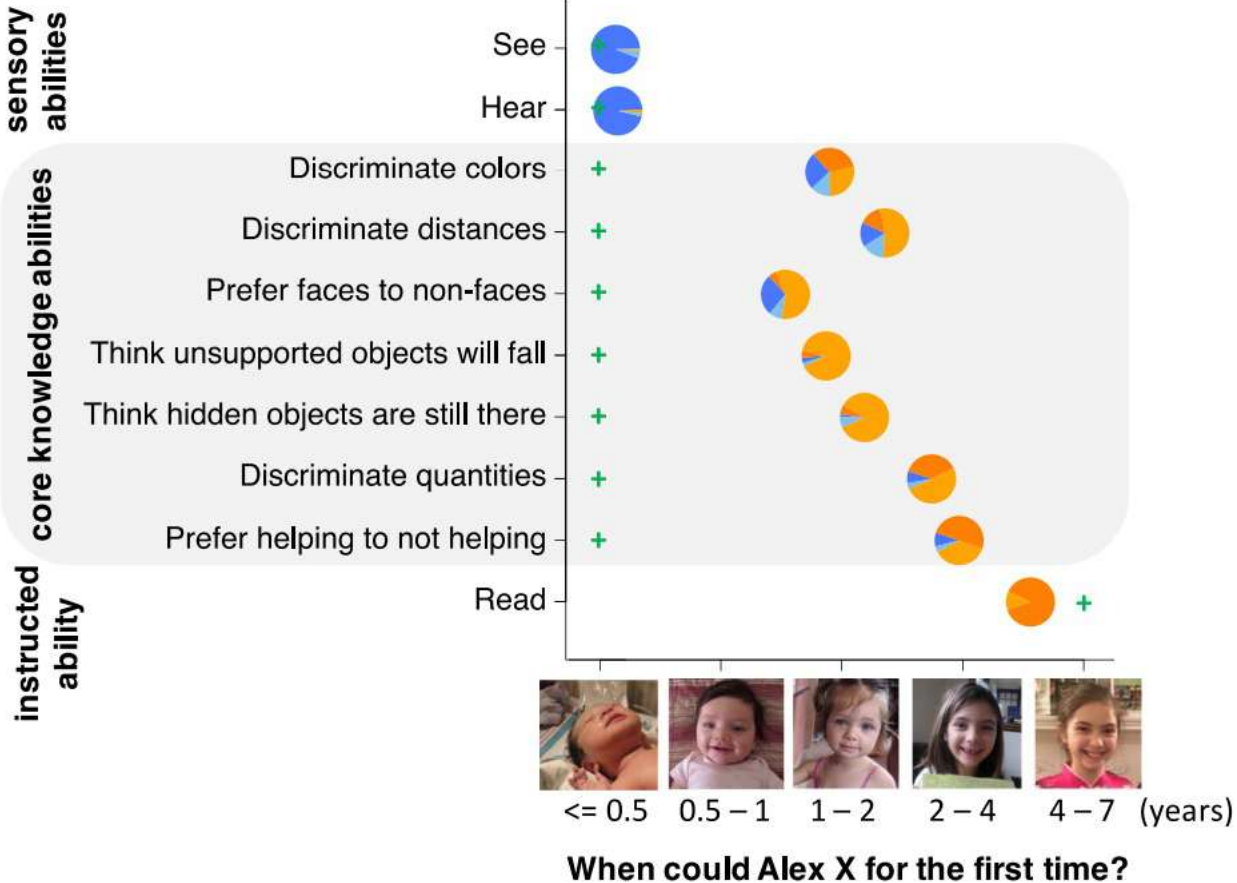 sensory
abilities
See
Hear
core knowledge abilities
Discriminate colors
Discriminate distances
Prefer faces to non-faces
Think unsupported objects will fall
Think hidden objects are still there
Discriminate quantities
Prefer helping to not helping
instructed
ability
Read
<= 0.5 0.5 – 1 1 – 2 2 – 4 4 – 7 (years)
When could Alex X for the first time?